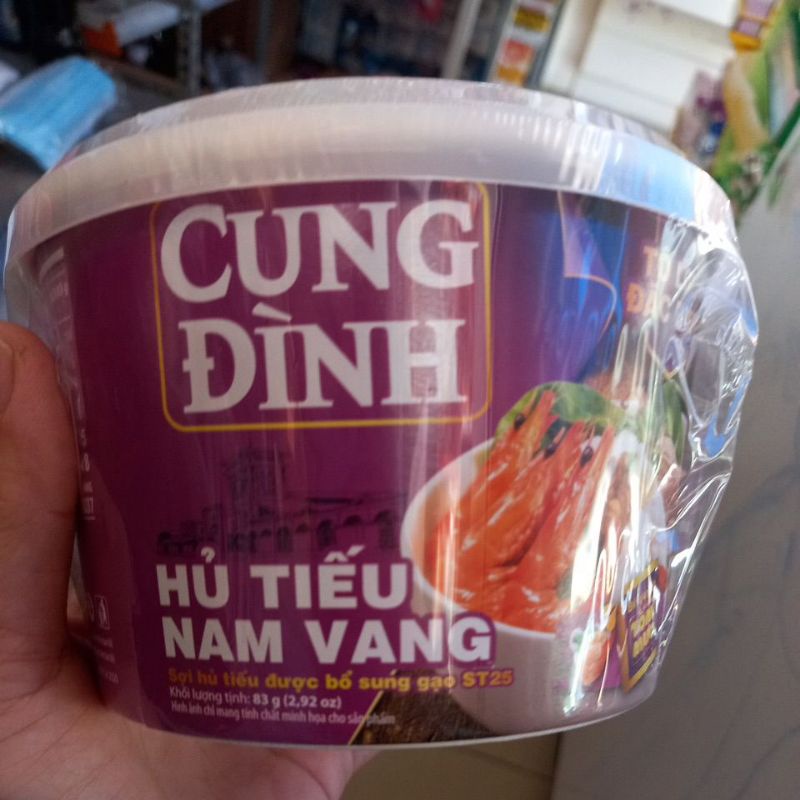 CUNG
ĐÌNH
HỦ TIẾU
NAM VANG
Sợi hủ tiếu được bổ sung gạo ST25
Khối lượng tịnh: 83 g (2,92 oz)
Hình ảnh chỉ mang tính chất minh họa cho sản phẩm